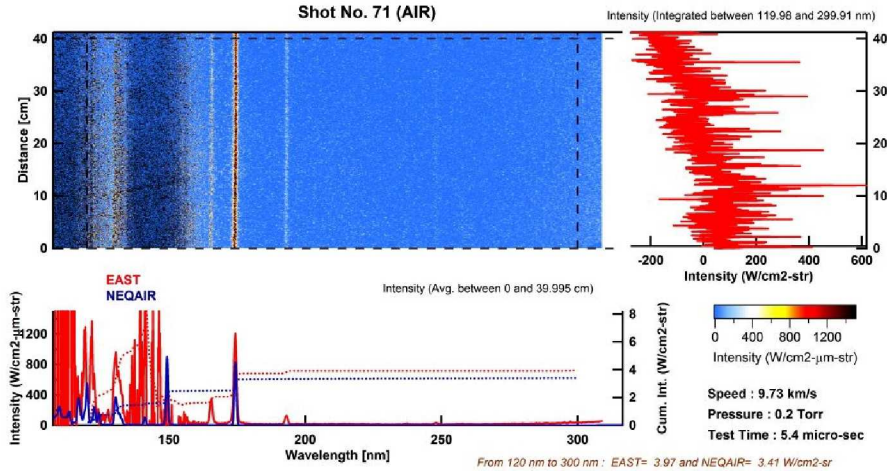 Shot No. 71 (AIR)
Intensity (Integrated between 119.98 and 299.91 nm)
40
30
20
10
0
Distance [cm]
40
30
20
10
0
-200 0 200 400 600
Intensity (W/cm2-str)
EAST
NEQAIR
Intensity (Avg. between 0 and 39.995 cm)
1200
800
400
0
Intensity (W/cm2-μm-str)
8
6
4
2
0
Cum. Int. (W/cm2-str)
150 200 250 300
Wavelength [nm]
0 400 800 1200
Intensity (W/cm2-μm-str)
Speed : 9.73 km/s
Pressure : 0.2 Torr
Test Time : 5.4 micro-sec
From 120 nm to 300 nm : EAST= 3.97 and NEQAIR= 3.41 W/cm2-sr